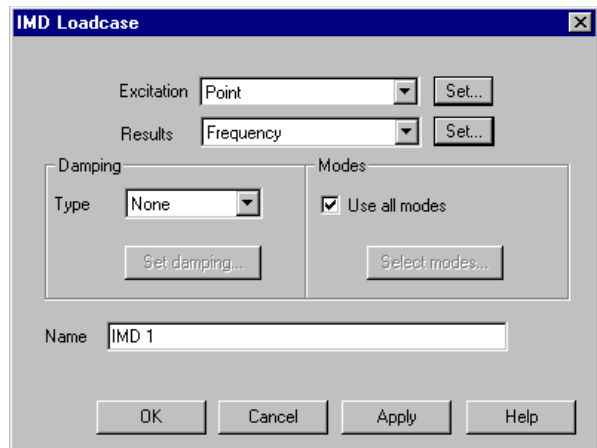 IMD Loadcase
Excitation Point Set...
Results Frequency Set...
Damping Modes
Type None Use all modes
Set damping... Select modes...
Name IMD 1
OK Cancel Apply Help